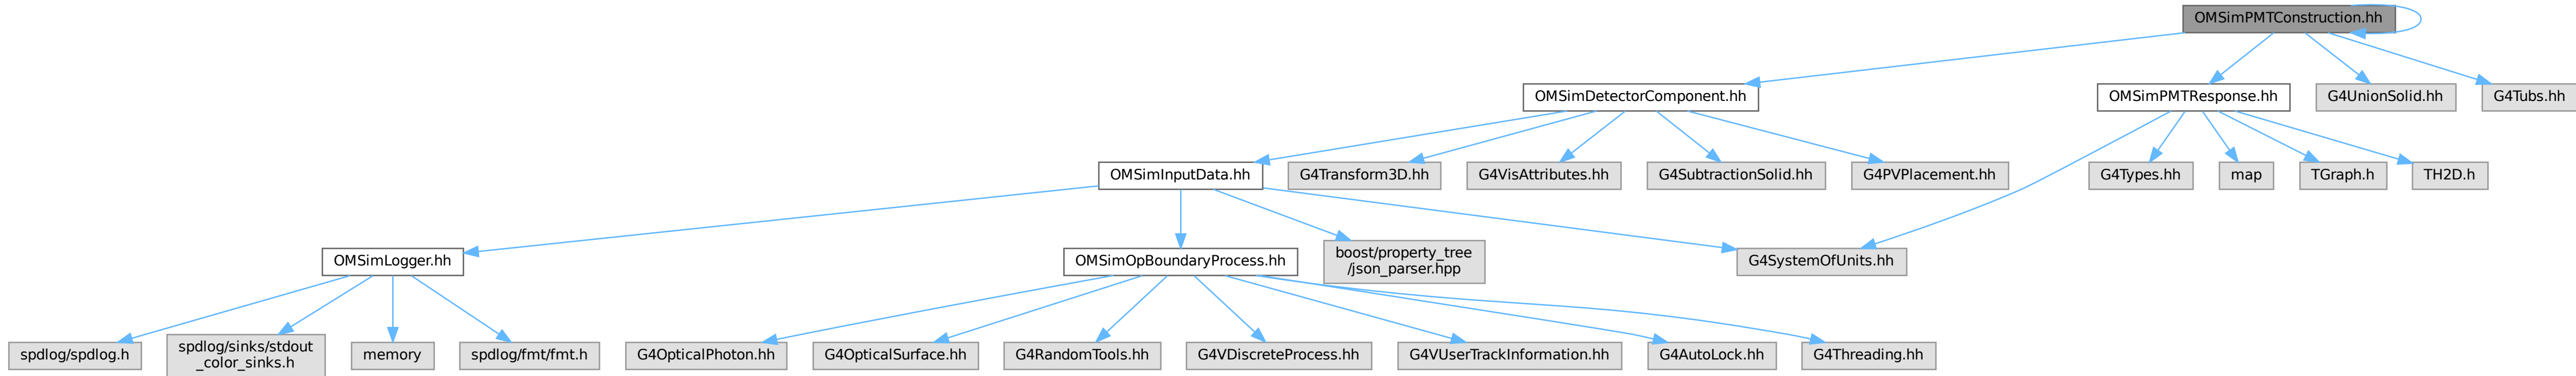 OMSimPMTConstruction.hh
OMSimDetectorComponent.hh
OMSimPMTResponse.hh
G4UnionSolid.hh
G4Tubs.hh
OMSimInputData.hh
G4Transform3D.hh
G4VisAttributes.hh
G4SubtractionSolid.hh
G4PVPlacement.hh
G4Types.hh
map
TGraph.h
TH2D.h
OMSimLogger.hh
OMSimOpBoundaryProcess.hh
boost/property_tree
/json_parser.hpp
G4SystemOfUnits.hh
spdlog/spdlog.h
spdlog/sinks/stdout
_color_sinks.h
memory
spdlog/fmt/fmt.h
G4OpticalPhoton.hh
G4OpticalSurface.hh
G4RandomTools.hh
G4VDiscreteProcess.hh
G4VUserTrackInformation.hh
G4AutoLock.hh
G4Threading.hh